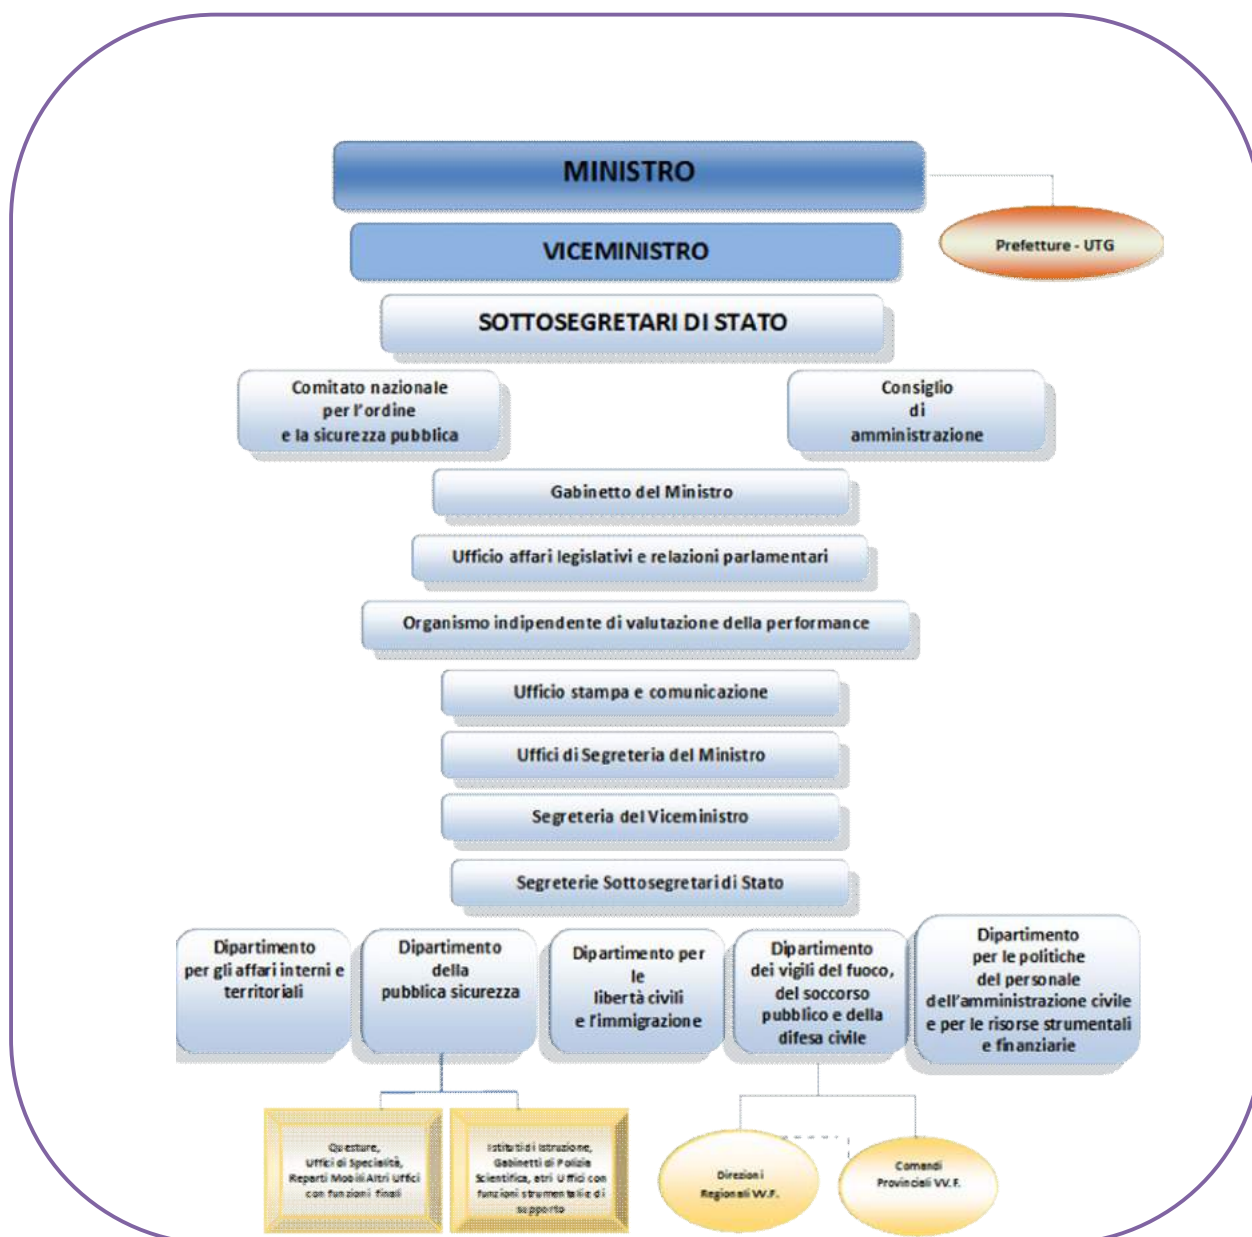 MINISTRO
Prefetture - UTG
VICEMINISTRO
SOTTOSEGRETARI DI STATO
Comitato nazionale
per l'ordine
e la sicurezza pubblica
Consiglio
di
amministrazione
Gabinetto del Ministro
Ufficio affari legislativi e relazioni parlamentari
Organismo indipendente di valutazione della performance
Ufficio stampa e comunicazione
Uffici di Segreteria del Ministro
Segreteria del Viceministro
Segreterie Sottosegretari di Stato
Dipartimento
per gli affari interni e
territoriali
Dipartimento
della
pubblica sicurezza
Dipartimento per
le
libertà civili
e l'immigrazione
Dipartimento
dei vigili del fuoco,
del soccorso
pubblico e della
difesa civile
Dipartimento
per le politiche
del personale
dell'amministrazione civile
e per le risorse strumentali
e finanziarie
Questure,
Uffici di Specialità,
Reparti Mobili Altri Uffici
con funzioni finali
Istituti di Istruzione,
Gabinetti di Polizia
Scientifica, atri Uffici con
funzioni strumentali e di
supporto
Direzioni
Regionali VV.F.
Comandi
Provinciali VV.F.